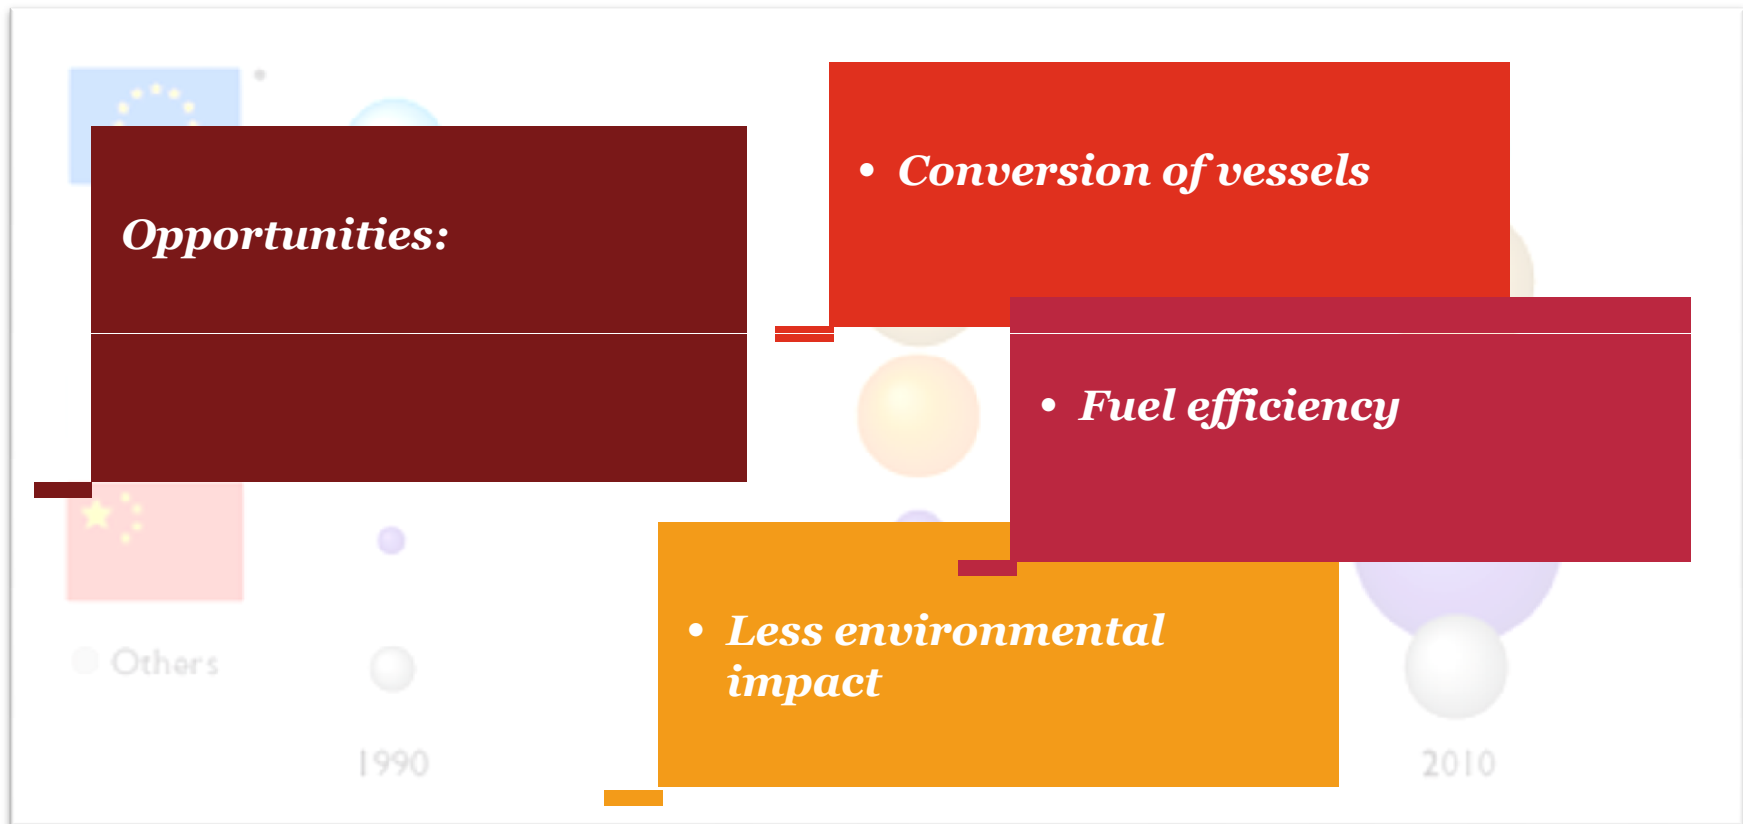 Opportunities:
• Conversion of vessels
• Fuel efficiency
• Less environmental
impact
Others
1990
2010